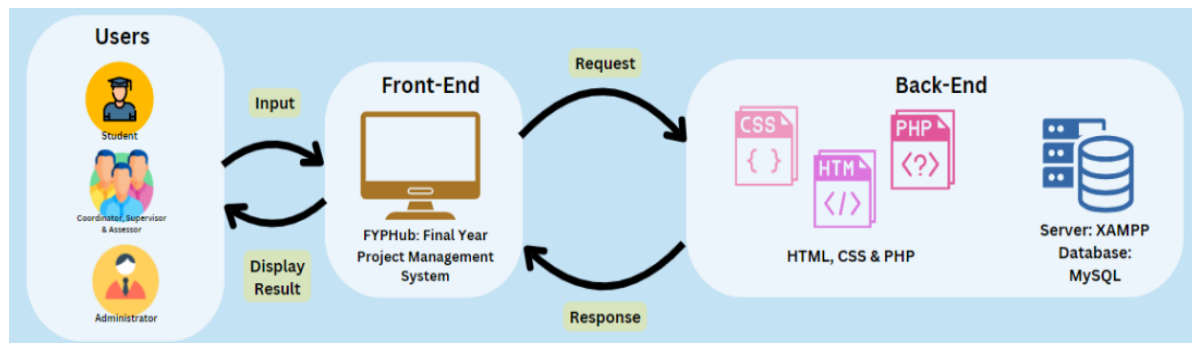 Users
Student
Coordinator, Supervisor
& Assessor
Administrator
Input
Display
Result
Front-End
FYPHub: Final Year
Project Management
System
Request
Response
Back-End
CSS
{ }
HTM
</>
PHP
<?>
HTML, CSS & PHP
Server: XAMPP
Database:
MySQL